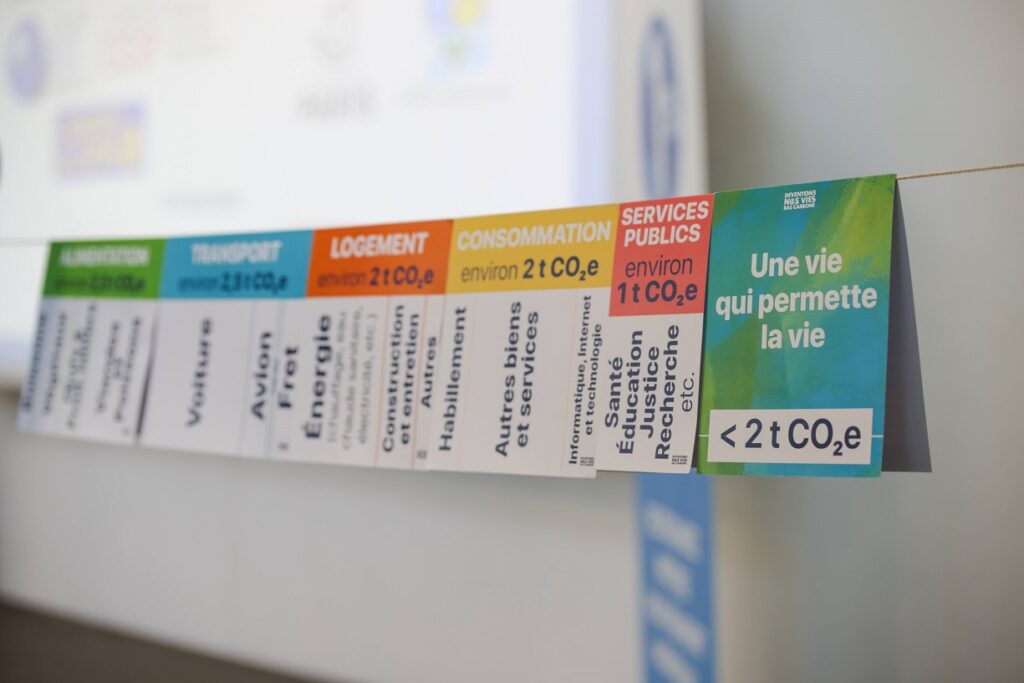 ALIMENTATION
TRANSPORT
environ 2,5 t CO₂e
Voiture
Avion
Fret
LOGEMENT
environ 2 t CO₂e
Énergie
(chauffage, eau
chaude sanitaire,
électricité, etc.)
Construction
et entretien
Autres
CONSOMMATION
environ 2 t CO₂e
Habillement
Autres biens
et services
Informatique, Internet
et technologie
SERVICES
PUBLICS
environ
1 t CO₂e
Santé
Éducation
Justice
Recherche
etc.
INVENTONS
NOS VIES
BAS CARBONE
Une vie
qui permette
la vie
< 2 t CO₂e